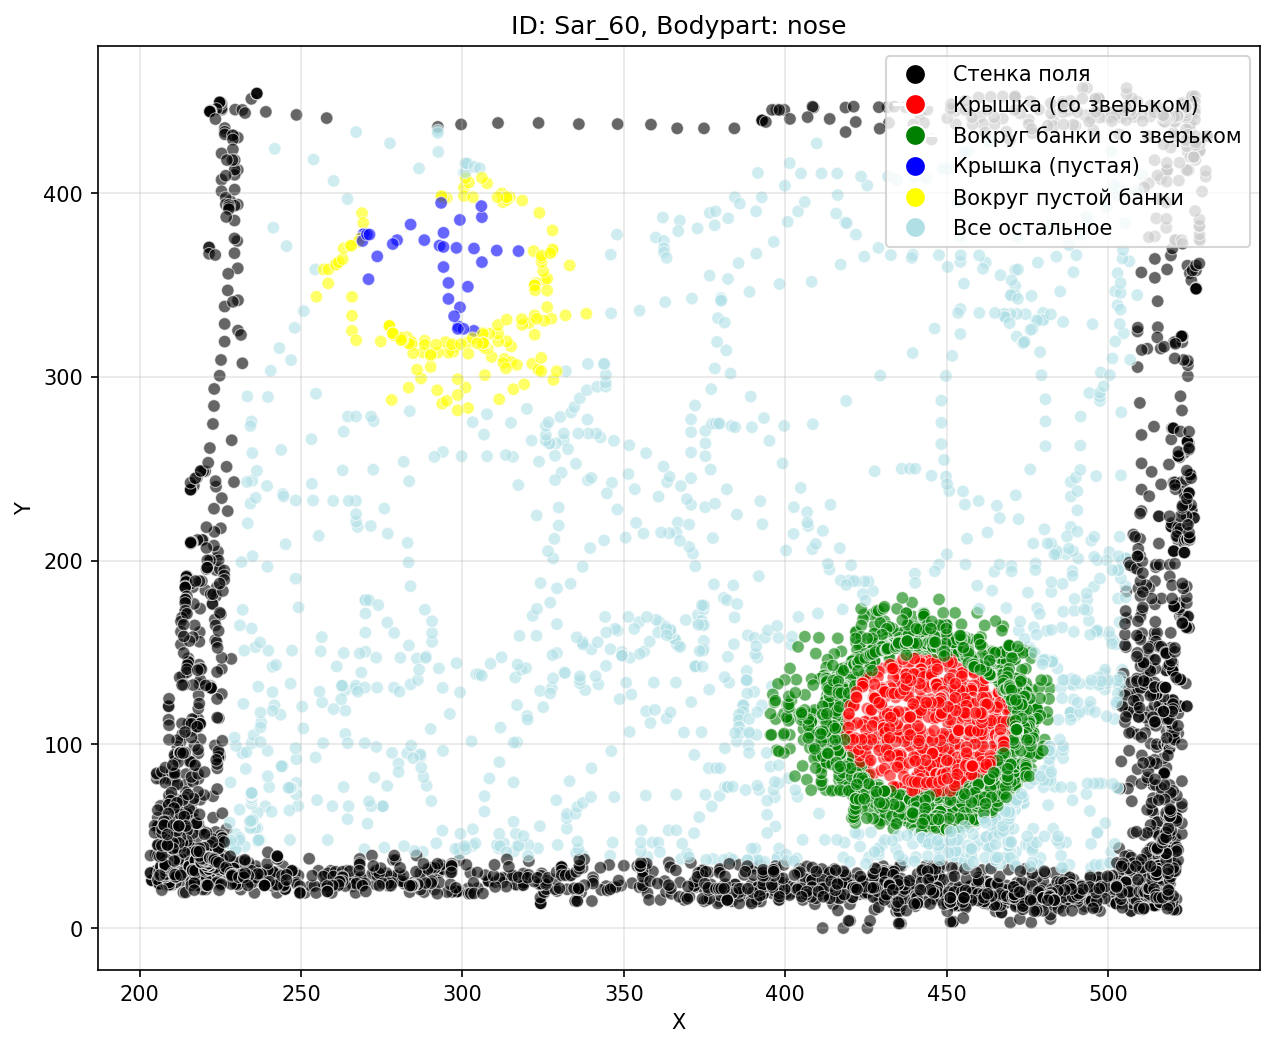 ID: Sar_60, Bodypart: nose
Стенка поля
Крышка (со зверьком)
Вокруг банки со зверьком
Крышка (пустая)
Вокруг пустой банки
Все остальное
Y
400
300
200
100
0
200 250 300 350 400 450 500
X